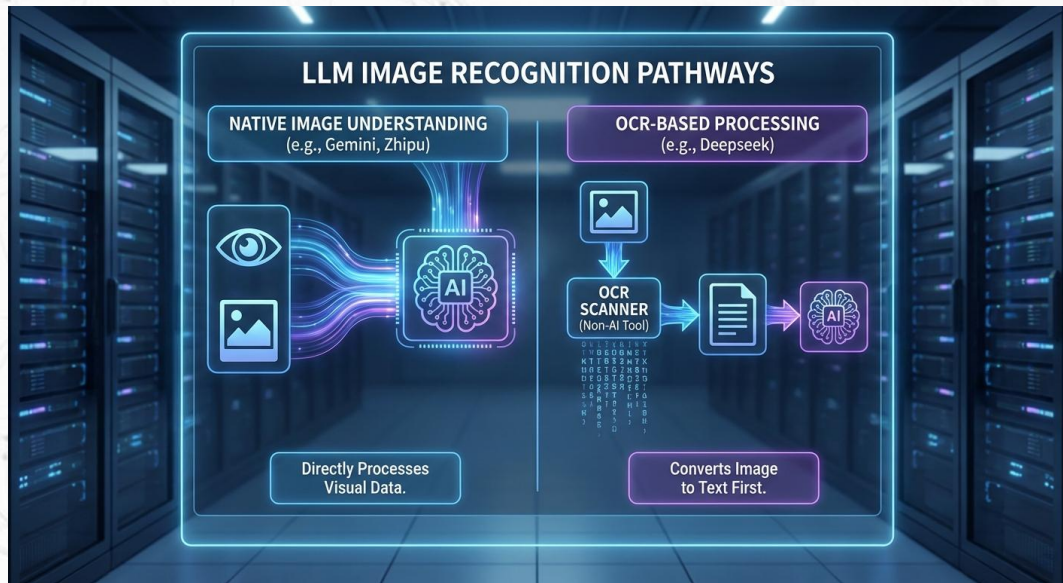 LLM IMAGE RECOGNITION PATHWAYS
NATIVE IMAGE UNDERSTANDING
(e.g., Gemini, Zhipu)
AI
Directly Processes
Visual Data.
OCR-BASED PROCESSING
(e.g., Deepseek)
OCR
SCANNER
(Non-AI Tool)
AI
Converts Image
to Text First.